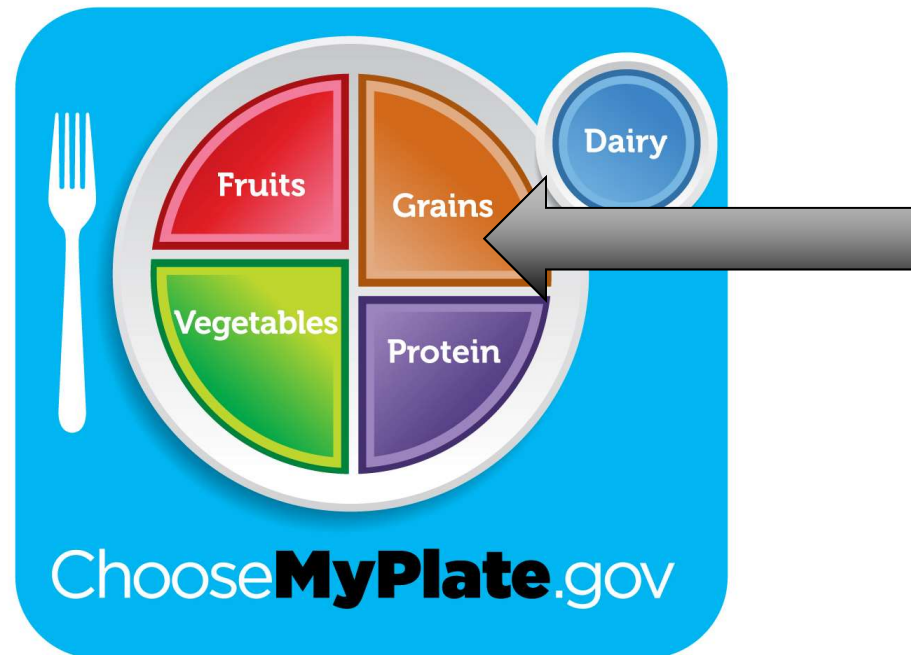 Fruits
Grains
Dairy
Vegetables
Protein
ChooseMyPlate.gov